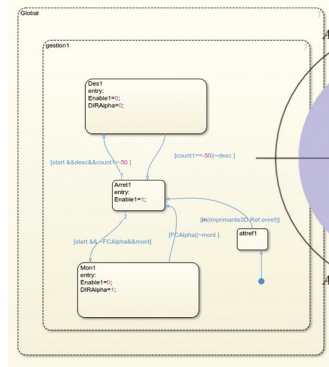 Global
gestion1
Des1
entry:
Enable1=0;
DIRAlpha=0;
[start &&desc&&count1>-50 ]
[count1==-50||~desc ]
Arret1
entry:
Enable1=1;
[in(Imprimante3D.Ref.enref)]
[start && ~FCAlpha&&mont]
[FCAlpha||~mont ]
attref1
Mon1
entry:
Enable1=0;
DIRAlpha=1;